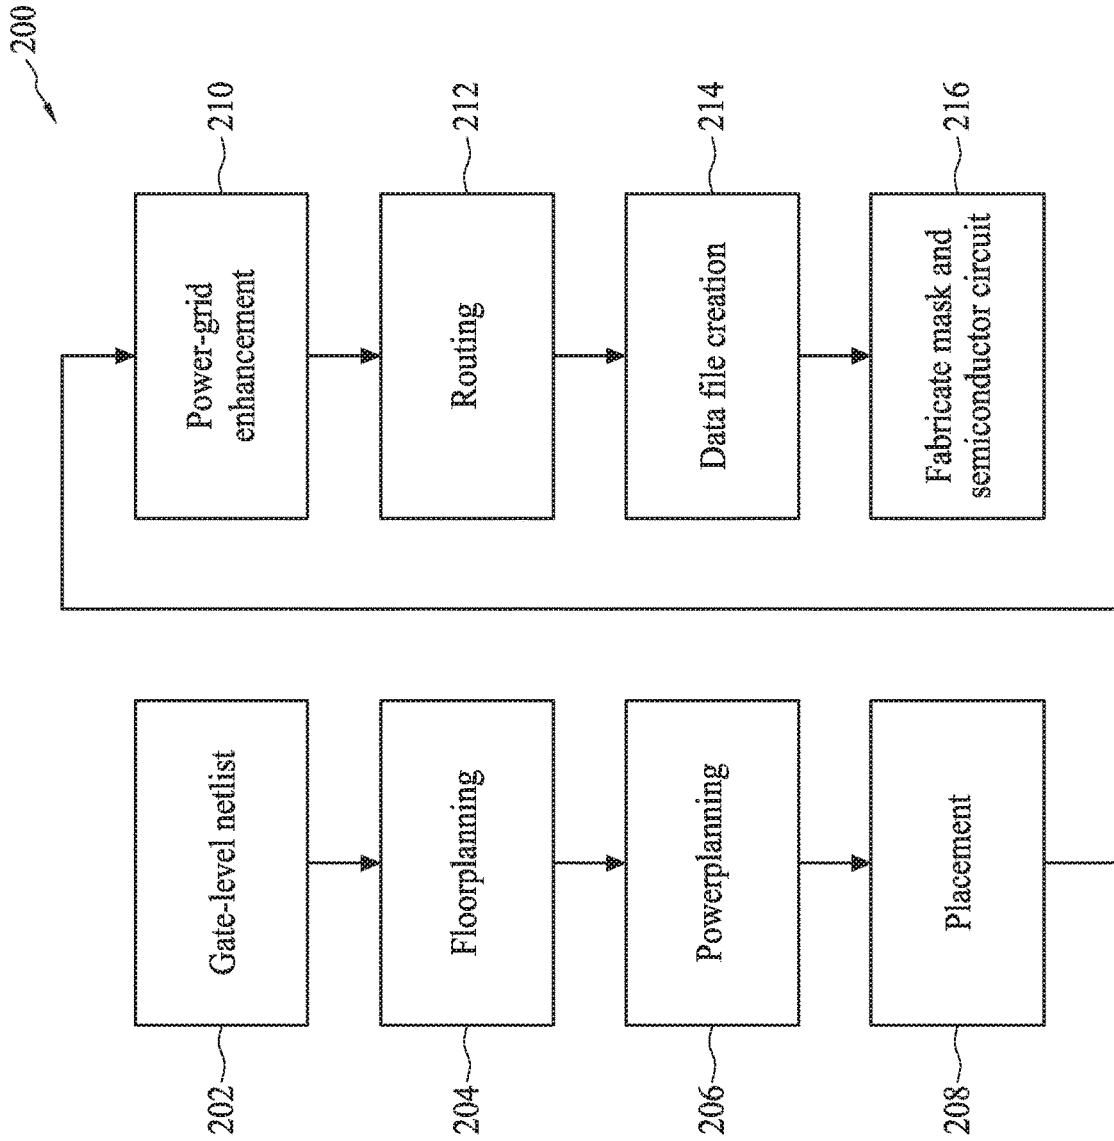 200
202
Gate-level netlist
204
Floorplanning
206
Powerplanning
208
Placement
210
Power-grid
enhancement
212
Routing
214
Data file creation
216
Fabricate mask and
semiconductor circuit